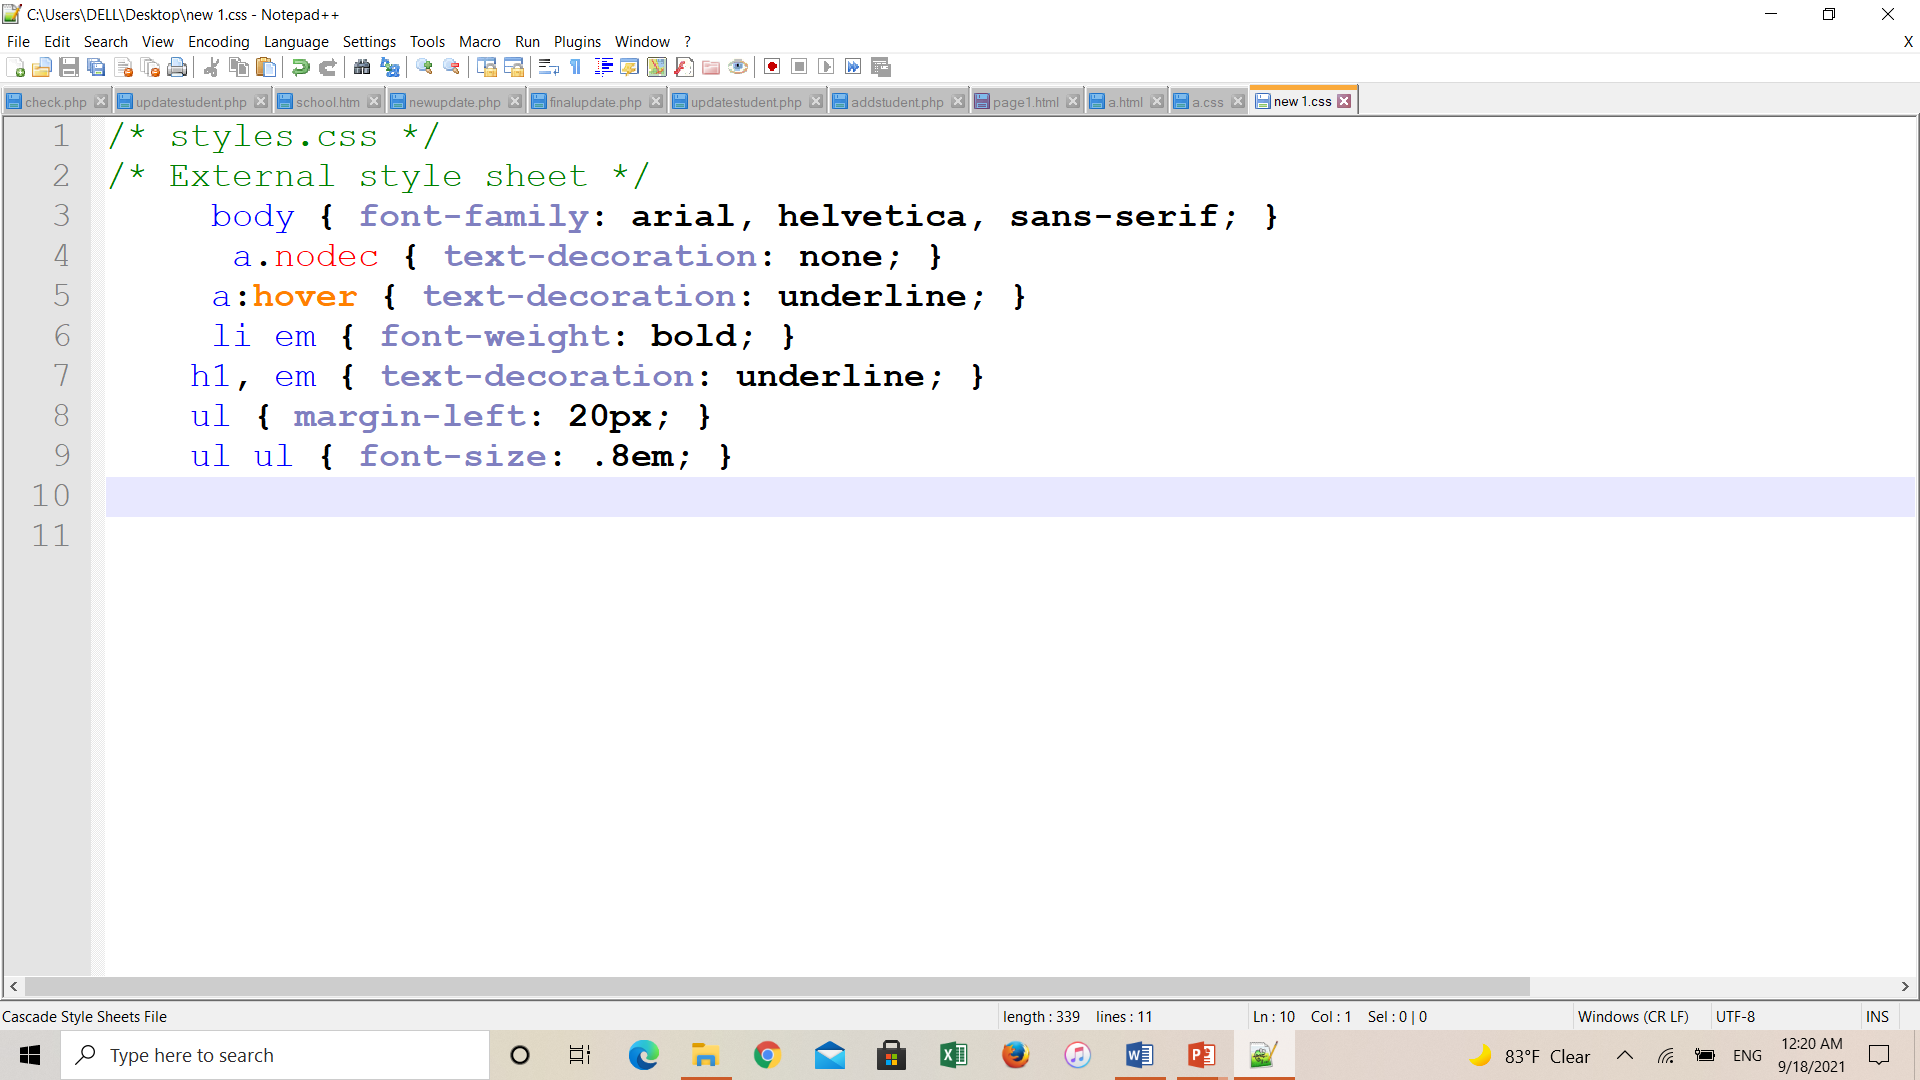 C:\Users\DELL\Desktop\new 1.css - Notepad++
File Edit Search View Encoding Language Settings Tools Macro Run Plugins Window ? X
check.php updatestudent.php school.htm newupdate.php finalupdate.php updatestudent.php addstudent.php page1.html a.html a.css new 1.css
1 /* styles.css */
2 /* External style sheet */
3 body { font-family: arial, helvetica, sans-serif; }
4 a.nodec { text-decoration: none; }
5 a:hover { text-decoration: underline; }
6 li em { font-weight: bold; }
7 h1, em { text-decoration: underline; }
8 ul { margin-left: 20px; }
9 ul ul { font-size: .8em; }
10
11
Cascade Style Sheets File length : 339 lines : 11 Ln : 10 Col : 1 Sel : 0 | 0 Windows (CR LF) UTF-8 INS
Type here to search 83°F Clear ENG 12:20 AM
9/18/2021